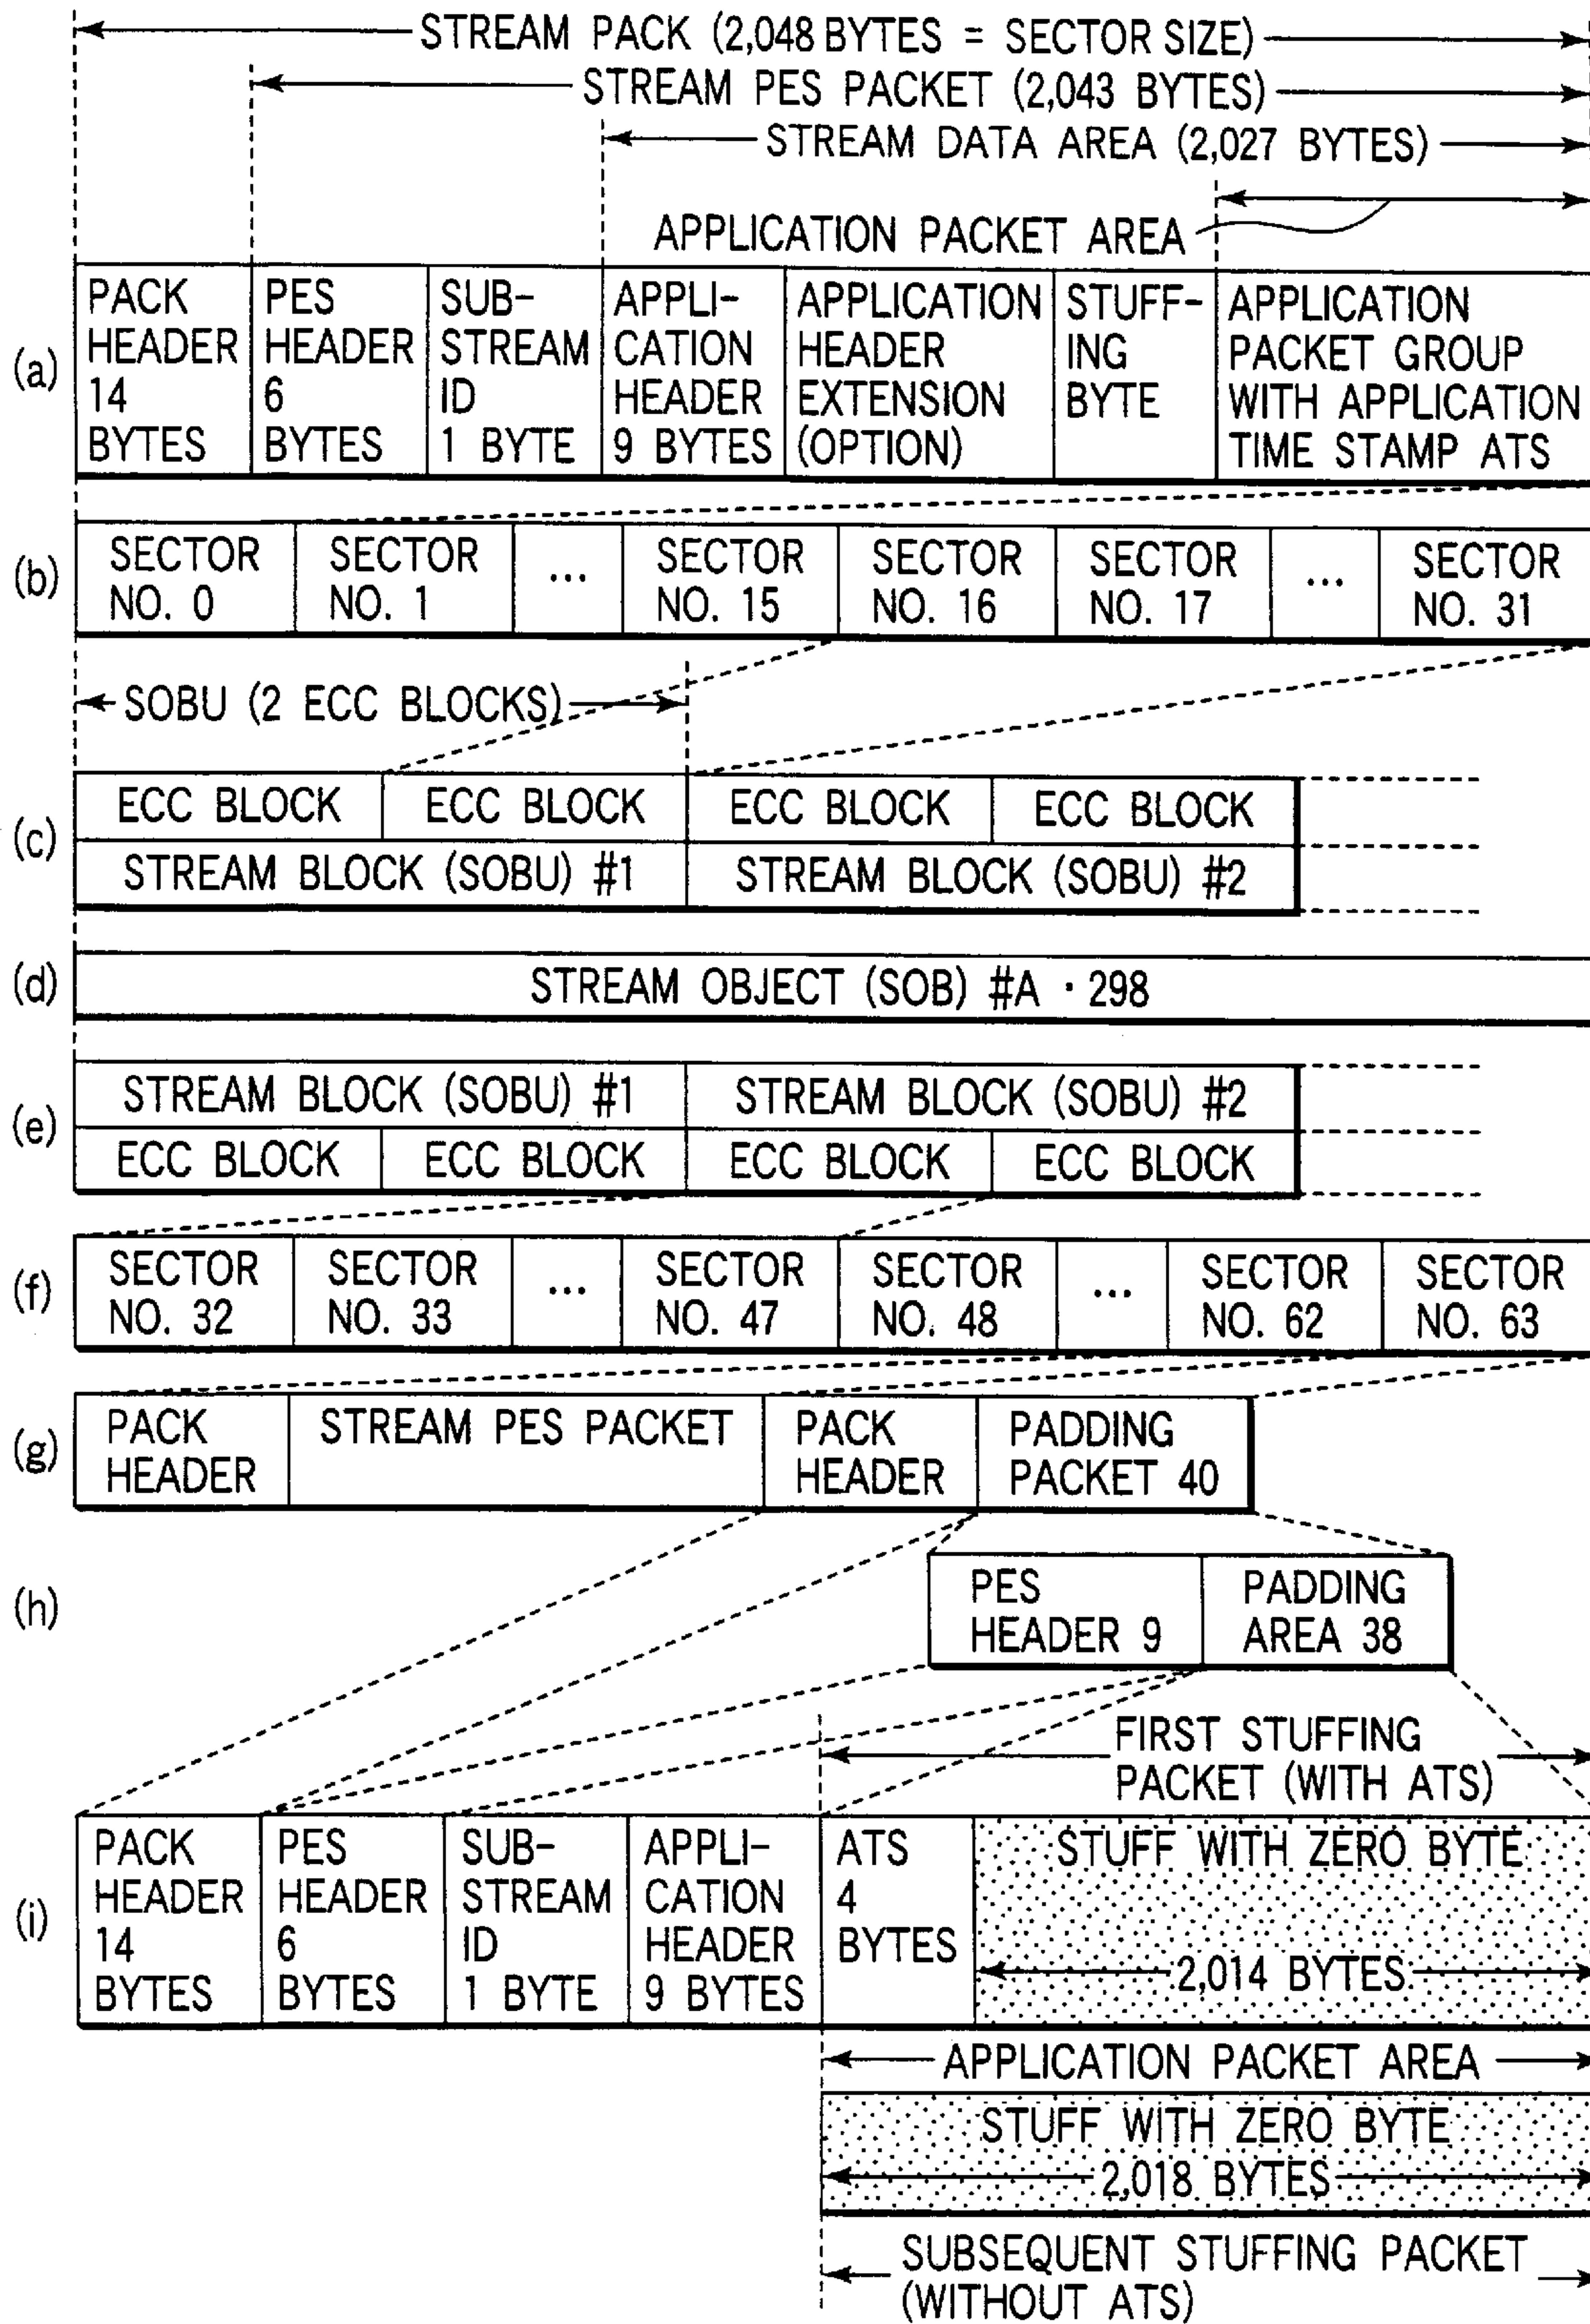 STREAM PACK (2,048 BYTES = SECTOR SIZE)
STREAM PES PACKET (2,043 BYTES)
STREAM DATA AREA (2,027 BYTES)
APPLICATION PACKET AREA
(a)
PACK
HEADER
14
BYTES
PES
HEADER
6
BYTES
SUB-
STREAM
ID
1 BYTE
APPLI-
CATION
HEADER
9 BYTES
APPLICATION
HEADER
EXTENSION
(OPTION)
STUFF-
ING
BYTE
APPLICATION
PACKET GROUP
WITH APPLICATION
TIME STAMP ATS
(b)
SECTOR
NO. 0
SECTOR
NO. 1
...
SECTOR
NO. 15
SECTOR
NO. 16
SECTOR
NO. 17
...
SECTOR
NO. 31
SOBU (2 ECC BLOCKS)
(c)
ECC BLOCK
ECC BLOCK
ECC BLOCK
ECC BLOCK
STREAM BLOCK (SOBU) #1
STREAM BLOCK (SOBU) #2
(d)
STREAM OBJECT (SOB) #A · 298
(e)
STREAM BLOCK (SOBU) #1
STREAM BLOCK (SOBU) #2
ECC BLOCK
ECC BLOCK
ECC BLOCK
ECC BLOCK
(f)
SECTOR
NO. 32
SECTOR
NO. 33
...
SECTOR
NO. 47
SECTOR
NO. 48
...
SECTOR
NO. 62
SECTOR
NO. 63
(g)
PACK
HEADER
STREAM PES PACKET
PACK
HEADER
PADDING
PACKET 40
(h)
PES
HEADER 9
PADDING
AREA 38
FIRST STUFFING
PACKET (WITH ATS)
(i)
PACK
HEADER
14
BYTES
PES
HEADER
6
BYTES
SUB-
STREAM
ID
1 BYTE
APPLI-
CATION
HEADER
9 BYTES
ATS
4
BYTES
STUFF WITH ZERO BYTE
2,014 BYTES
APPLICATION PACKET AREA
STUFF WITH ZERO BYTE
2,018 BYTES
SUBSEQUENT STUFFING PACKET
(WITHOUT ATS)